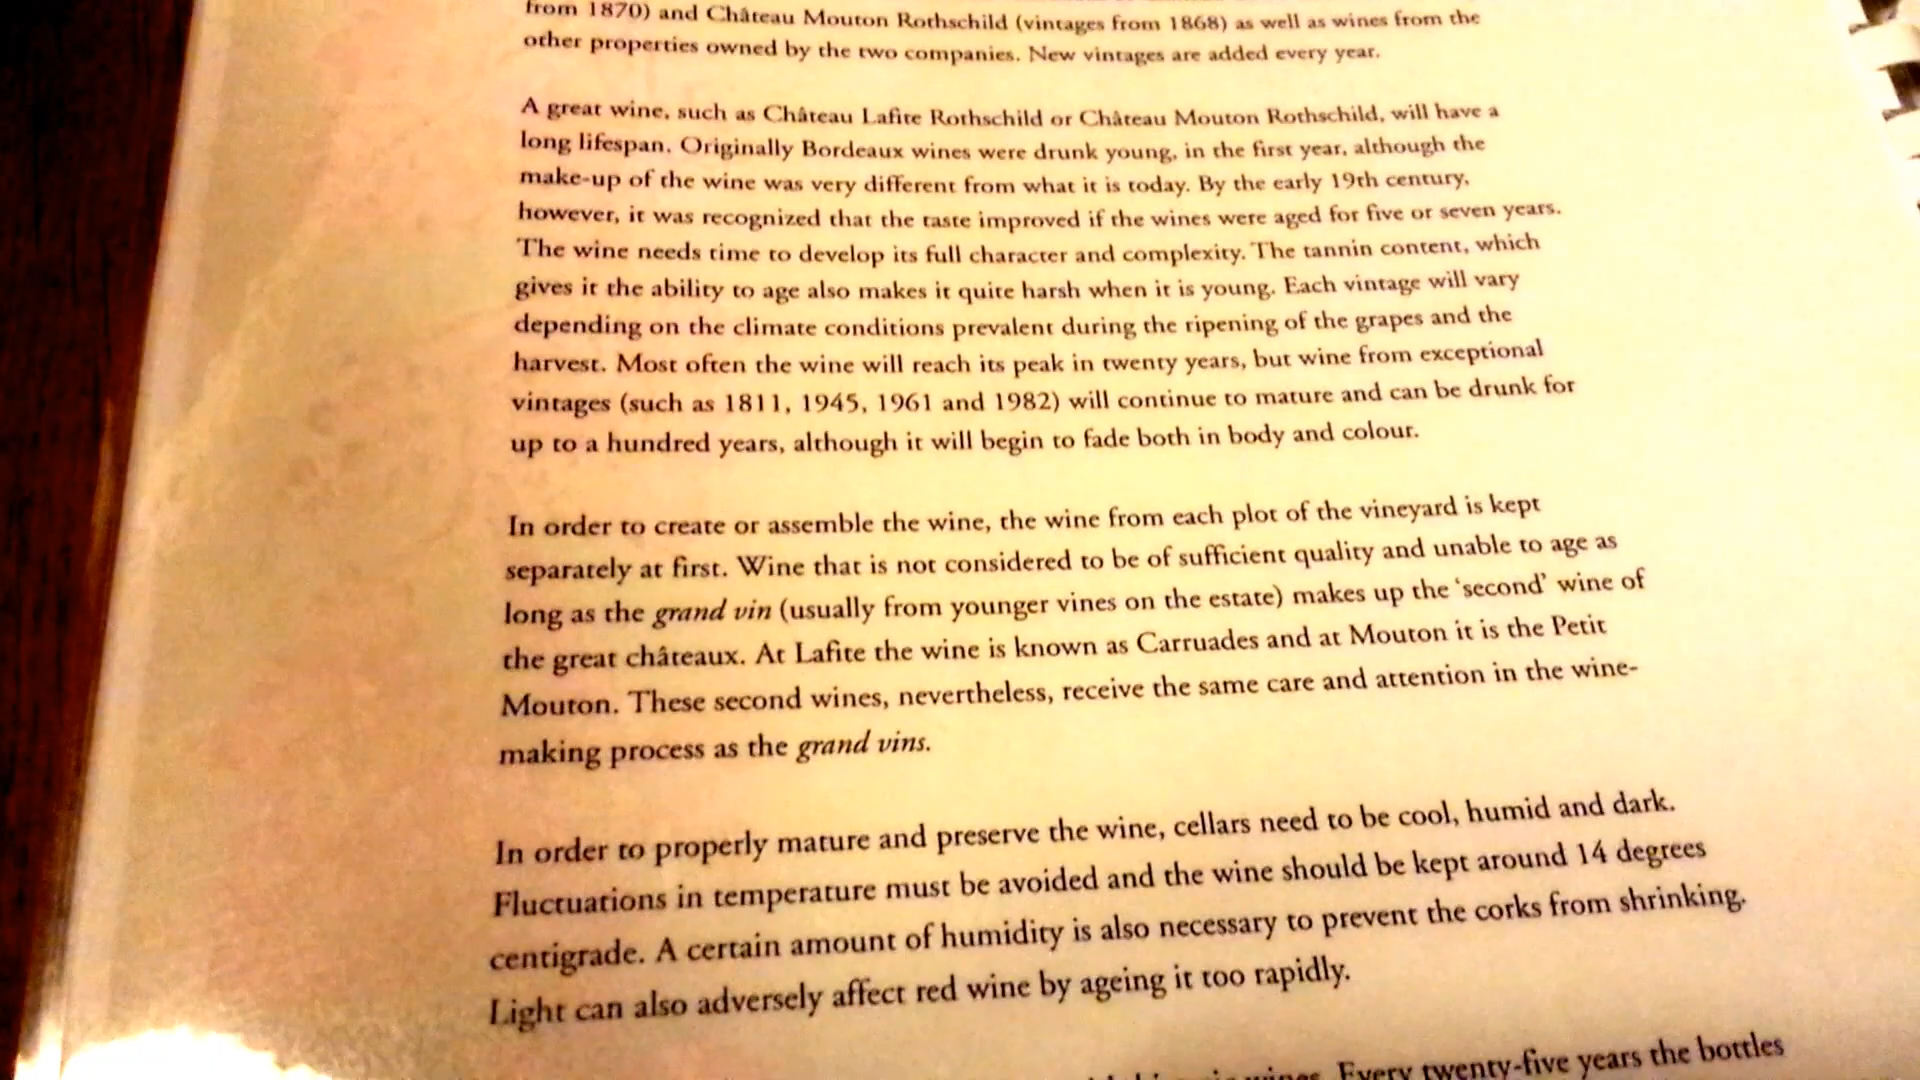 from 1870) and Château Mouton Rothschild (vintages from 1868) as well as wines from the
other properties owned by the two companies. New vintages are added every year.
A great wine, such as Château Lafite Rothschild or Château Mouton Rothschild, will have a
long lifespan. Originally Bordeaux wines were drunk young, in the first year, although the
make-up of the wine was very different from what it is today. By the early 19th century,
however, it was recognized that the taste improved if the wines were aged for five or seven years.
The wine needs time to develop its full character and complexity. The tannin content, which
gives it the ability to age also makes it quite harsh when it is young. Each vintage will vary
depending on the climate conditions prevalent during the ripening of the grapes and the
harvest. Most often the wine will reach its peak in twenty years, but wine from exceptional
vintages (such as 1811, 1945, 1961 and 1982) will continue to mature and can be drunk for
up to a hundred years, although it will begin to fade both in body and colour.
In order to create or assemble the wine, the wine from each plot of the vineyard is kept
separately at first. Wine that is not considered to be of sufficient quality and unable to age as
long as the grand vin (usually from younger vines on the estate) makes up the ‘second’ wine of
the great châteaux. At Lafite the wine is known as Carruades and at Mouton it is the Petit
Mouton. These second wines, nevertheless, receive the same care and attention in the wine-
making process as the grand vins.
In order to properly mature and preserve the wine, cellars need to be cool, humid and dark.
Fluctuations in temperature must be avoided and the wine should be kept around 14 degrees
centigrade. A certain amount of humidity is also necessary to prevent the corks from shrinking.
Light can also adversely affect red wine by ageing it too rapidly.
wines. Every twenty-five years the bottles